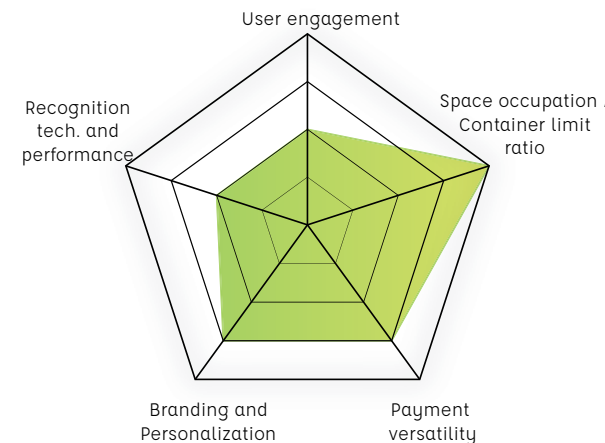 User engagement
Space occupation
Container limit
ratio
Recognition
tech. and
performance
Branding and
Personalization
Payment
versatility